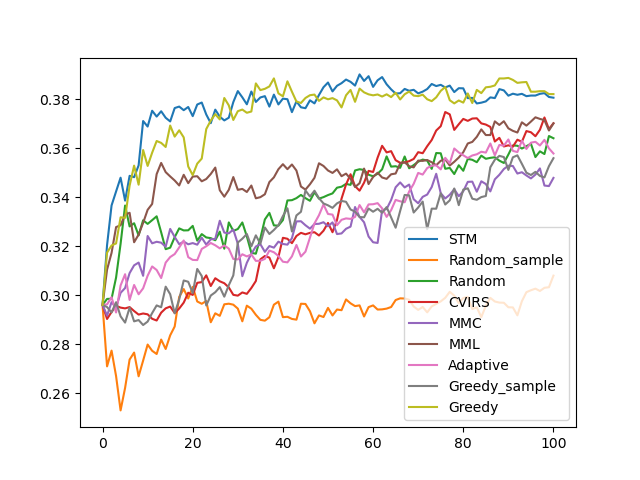 0.38
0.36
0.34
0.32
0.30
0.28
0.26
0
20
40
60
80
100
STM
Random_sample
Random
CVIRS
MMC
MML
Adaptive
Greedy_sample
Greedy